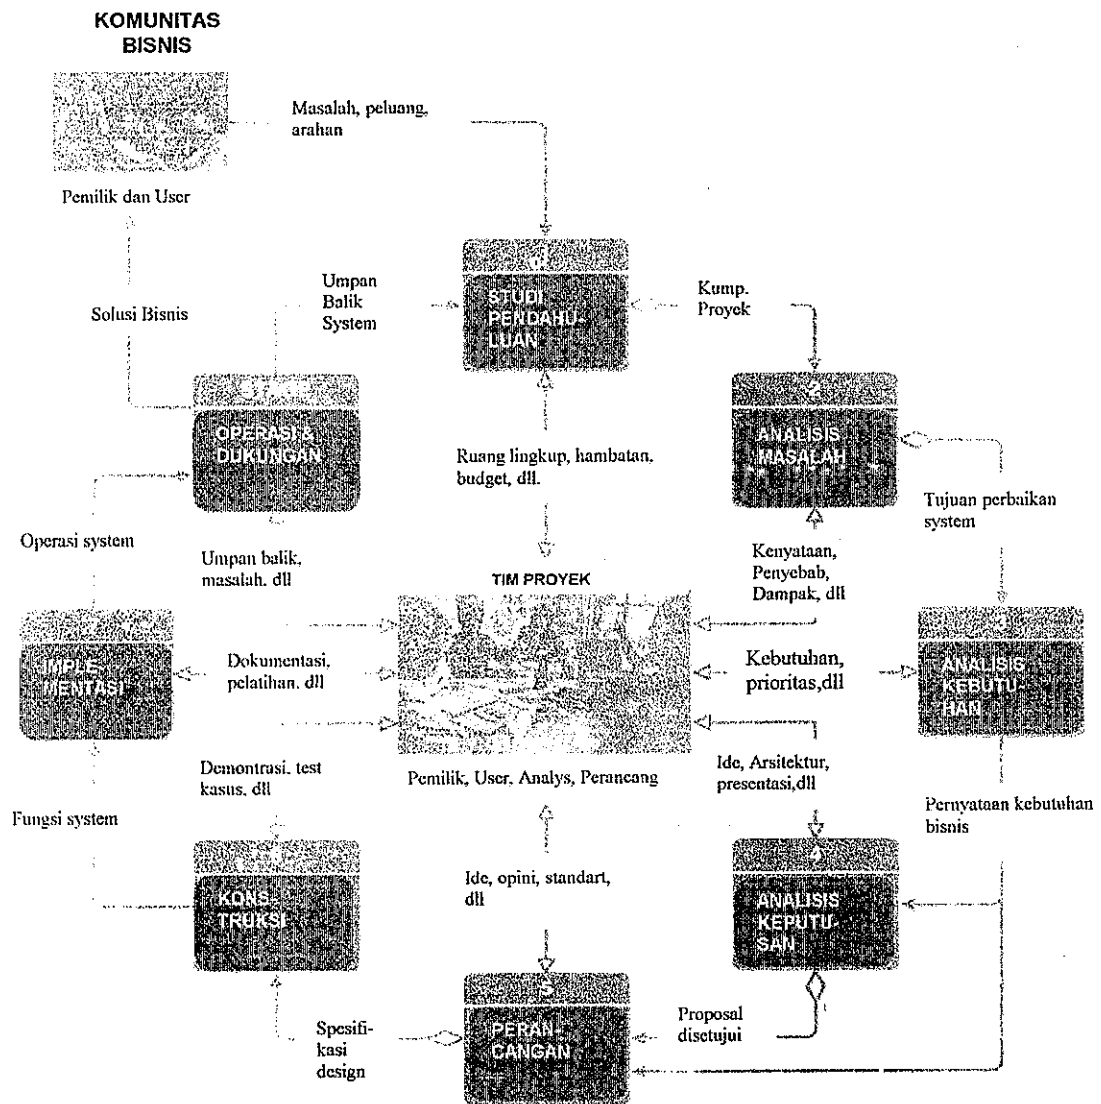 KOMUNITAS
BISNIS
Masalah, peluang,
arahan
Pemilik dan User
Umpan
Balik
System
Solusi Bisnis
STUDI
PENDAHU-
LUAN
Kump.
Proyek
2
OPERASI &
DUKUNGAN
ANALISIS
MASALAH
Ruang lingkup, hambatan,
budget, dll.
Tujuan perbaikan
system
Operasi system
Umpan balik,
masalah, dll
Kenyataan,
Penyebab,
Dampak, dll
TIM PROYEK
3
IMPLE-
MENTASI
Dokumentasi,
pelatihan, dll
Kebutuhan,
prioritas,dll
ANALISIS
KEBUTU-
HAN
Demontrasi, test
kasus, dll
Pemilik, User, Analys, Perancang
Ide, Arsitektur,
presentasi,dll
Fungsi system
Pernyataan kebutuhan
bisnis
4
KONS
TRUKSI
Ide, opini, standart,
dll
ANALISIS
KEPUTU-
SAN
5
Spesifi-
kasi
design
PERAN-
CANGAN
Proposal
disetujui